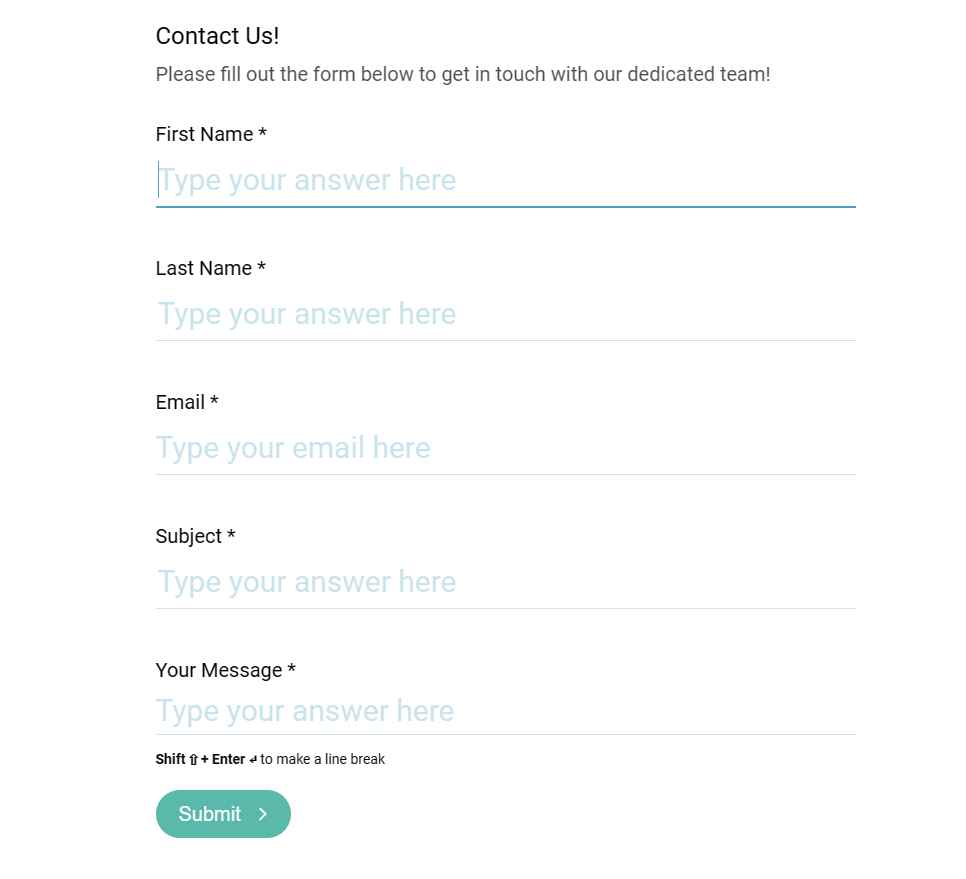 Contact Us!
Please fill out the form below to get in touch with our dedicated team!
First Name *
Type your answer here
Last Name *
Type your answer here
Email *
Type your email here
Subject *
Type your answer here
Your Message *
Type your answer here
Shift ⇧ + Enter ↵ to make a line break
Submit